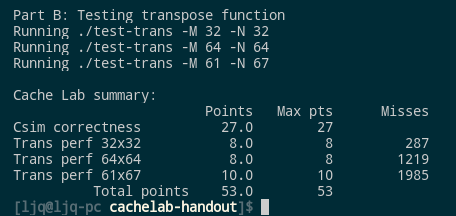 Part B: Testing transpose function
Running ./test-trans -M 32 -N 32
Running ./test-trans -M 64 -N 64
Running ./test-trans -M 61 -N 67
Cache Lab summary:
Points Max pts Misses
Csim correctness 27.0 27
Trans perf 32x32 8.0 8 287
Trans perf 64x64 8.0 8 1219
Trans perf 61x67 10.0 10 1985
Total points 53.0 53
[ljq@ljq-pc cachelab-handout]$